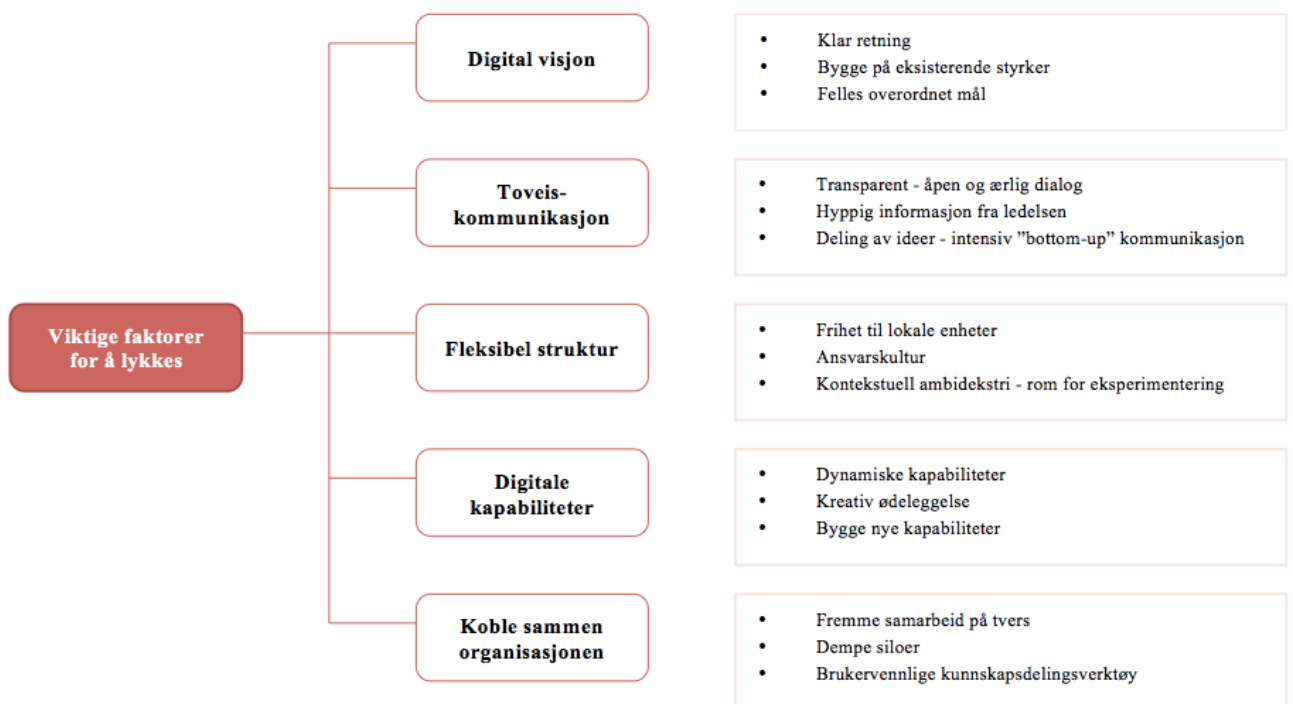 Viktige faktorer
for å lykkes
Digital visjon
• Klar retning
• Bygge på eksisterende styrker
• Felles overordnet mål
Toveis-
kommunikasjon
• Transparent - åpen og ærlig dialog
• Hyppig informasjon fra ledelsen
• Deling av ideer - intensiv ”bottom-up” kommunikasjon
Fleksibel struktur
• Frihet til lokale enheter
• Ansvarskultur
• Kontekstuell ambidekstri - rom for eksperimentering
Digitale
kapabiliteter
• Dynamiske kapabiliteter
• Kreativ ødeleggelse
• Bygge nye kapabiliteter
Koble sammen
organisasjonen
• Fremme samarbeid på tvers
• Dempe siloer
• Brukervennlige kunnskapsdelingsverktøy